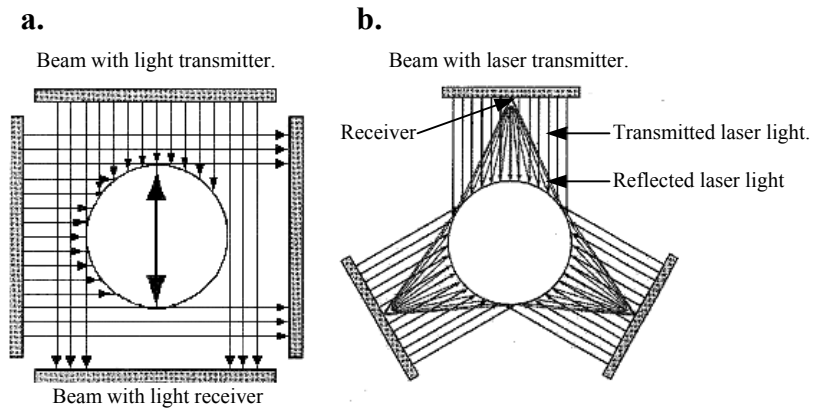 a.
Beam with light transmitter.
Beam with light receiver
b.
Beam with laser transmitter.
Receiver
Transmitted laser light.
Reflected laser light